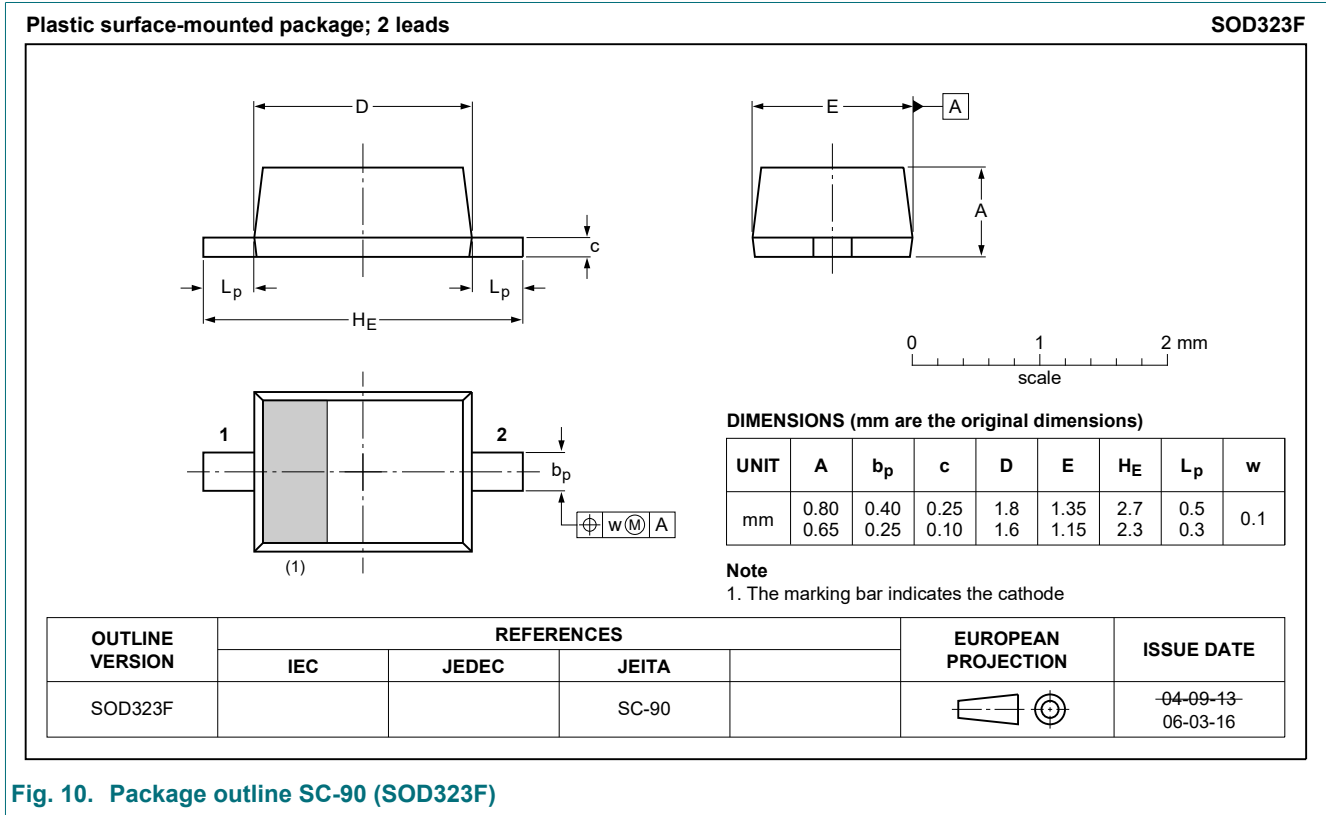 Plastic surface-mounted package; 2 leads SOD323F
D
E
A
A
c
Lp
Lp
HE
0 1 2 mm
scale
1
2
bp
w M A
(1)
DIMENSIONS (mm are the original dimensions)
UNIT A bp c D E HE Lp w
mm 0.80 0.40 0.25 1.8 1.35 2.7 0.5 0.1
0.65 0.25 0.10 1.6 1.15 2.3 0.3
Note
1. The marking bar indicates the cathode
OUTLINE VERSION REFERENCES EUROPEAN PROJECTION ISSUE DATE
IEC JEDEC JEITA
SOD323F SC-90 04-09-13
06-03-16
Fig. 10. Package outline SC-90 (SOD323F)